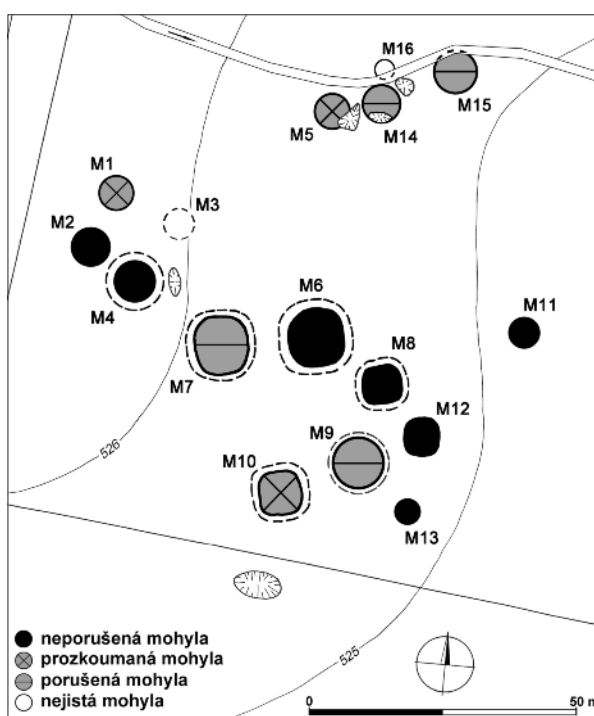 M16
M15
M5
M14
M1
M3
M2
M4
M6
M11
M8
M7
M12
M9
M10
M13
526
525
neporušená mohyla
prozkoumaná mohyla
porušená mohyla
nejistá mohyla
0
50 m